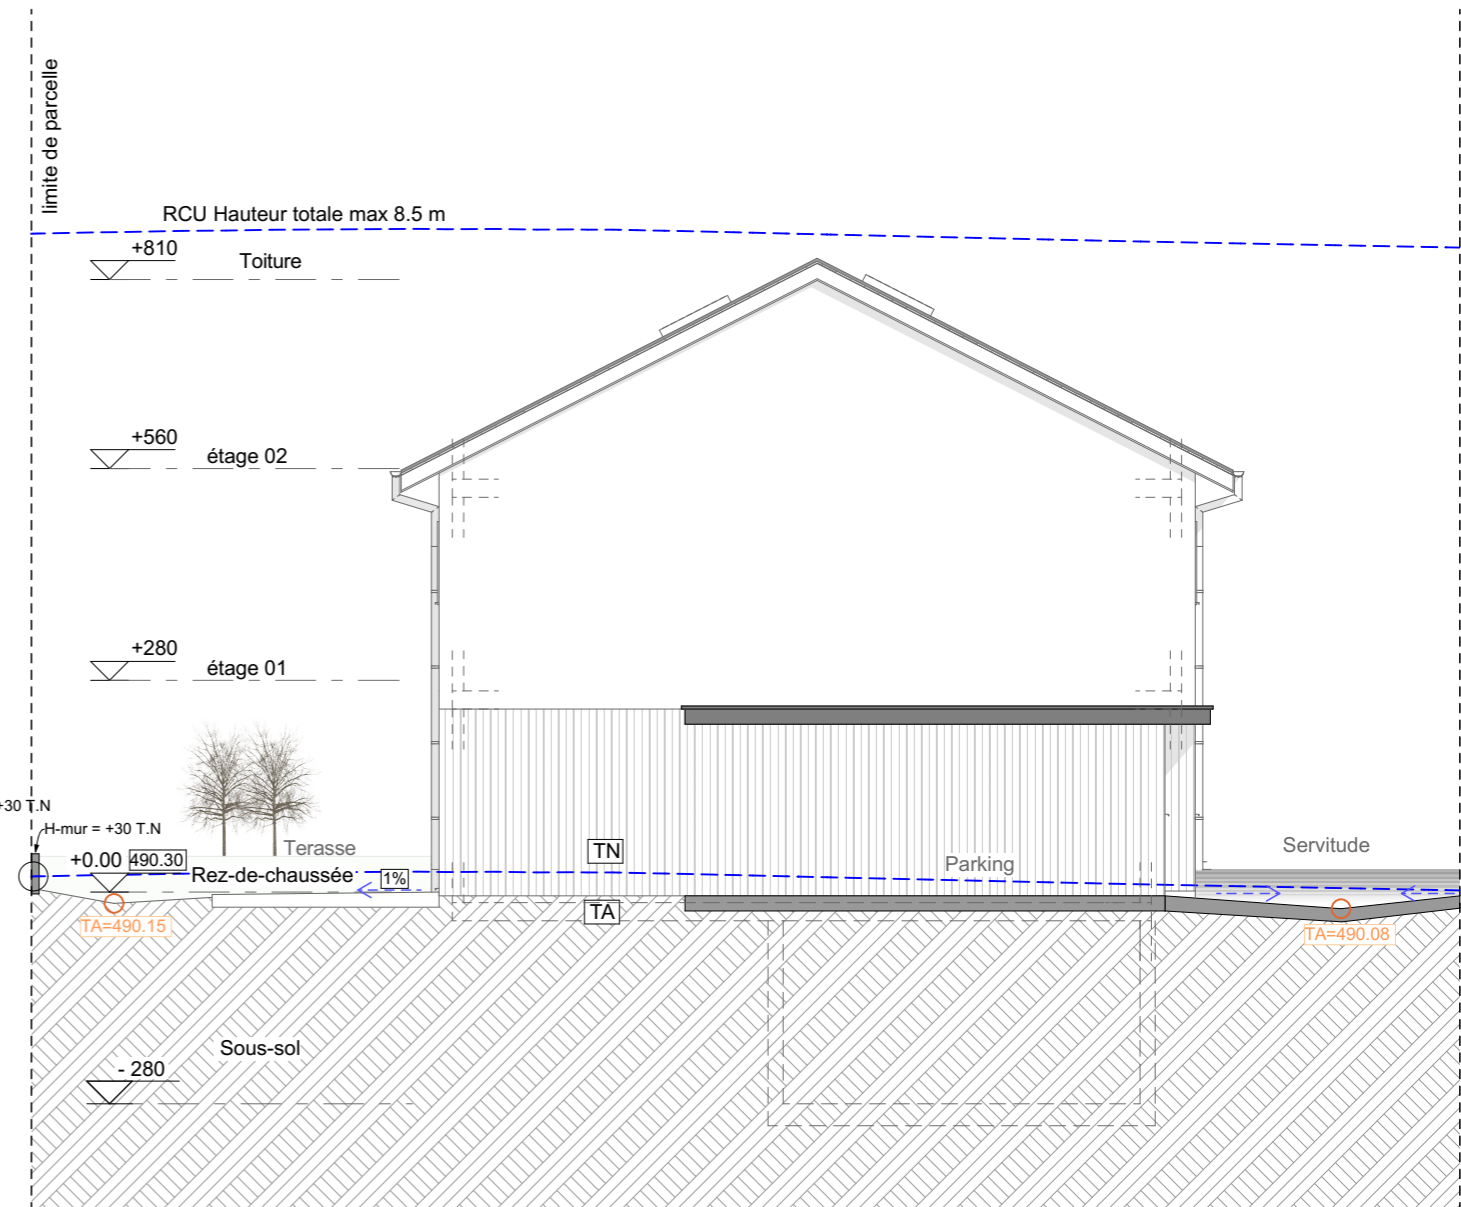 limite de parcelle
RCU Hauteur totale max 8.5 m
+810
Toiture
+560
étage 02
+280
étage 01
+30 T.N
H-mur = +30 T.N
Terasse
TN
Servitude
+0.00 490.30
Rez-de-chaussée
1%
Parking
TA
TA=490.15
TA=490.08
Sous-sol
- 280